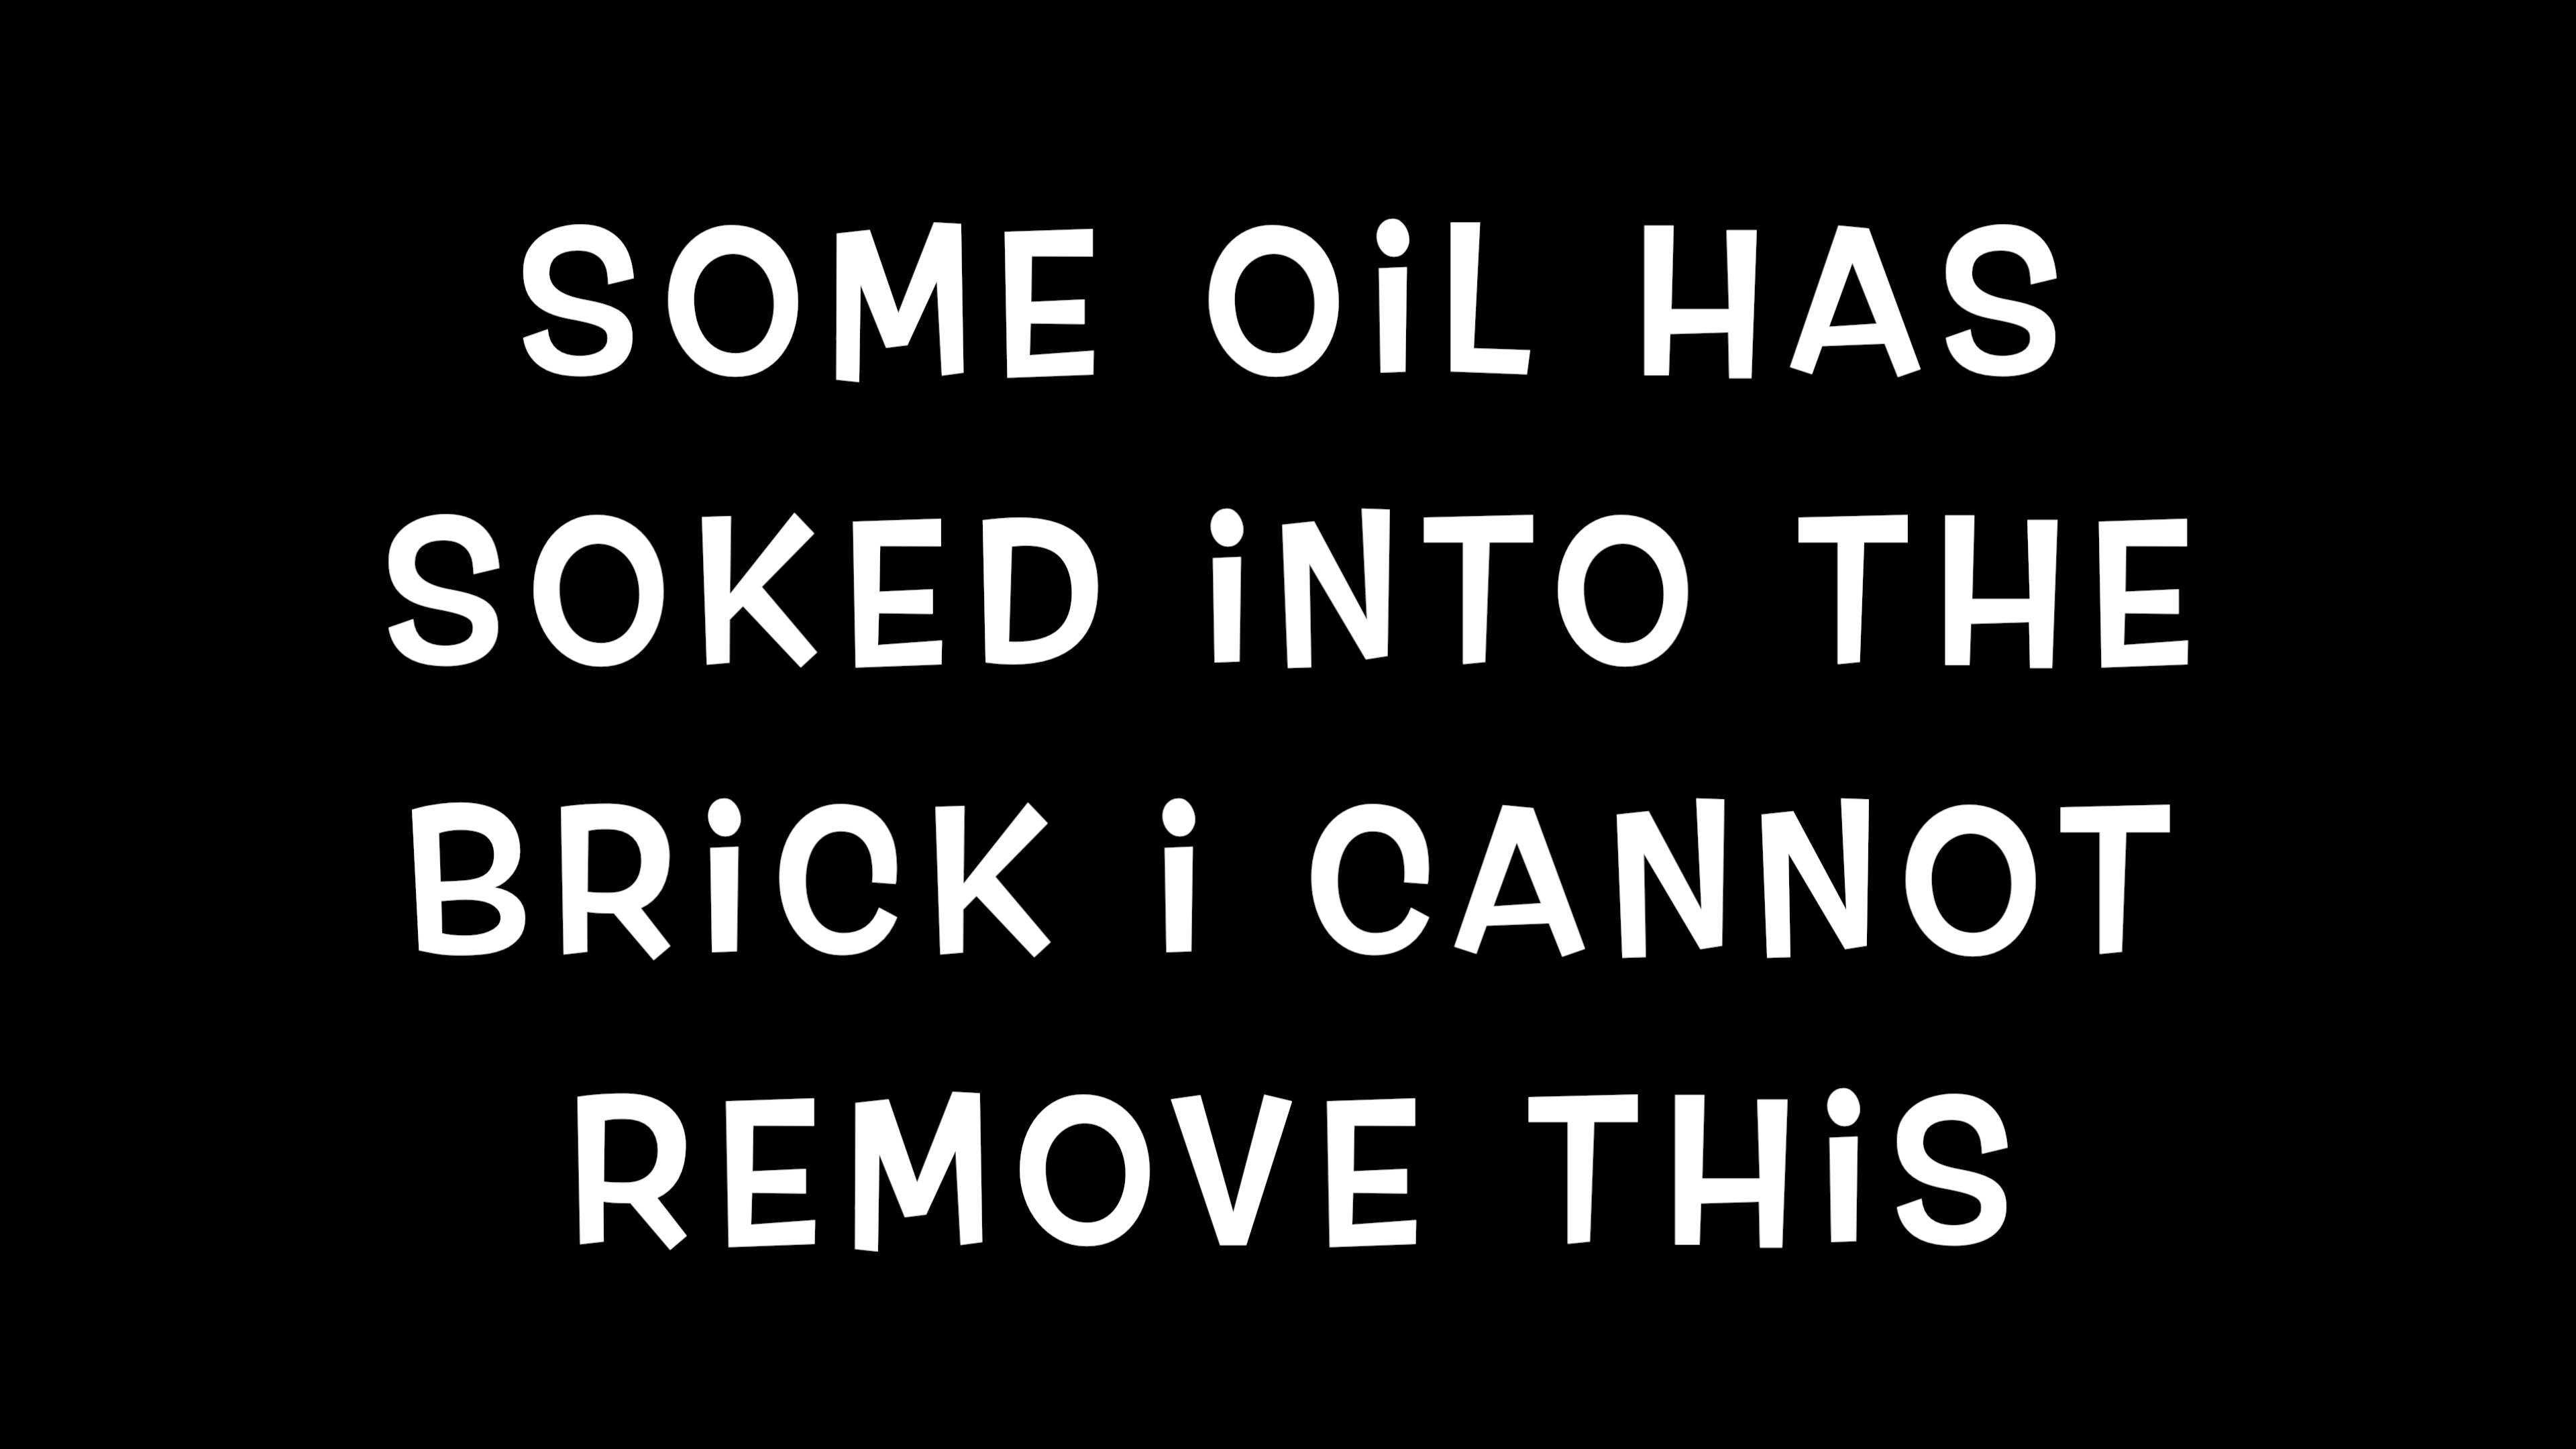 SOME OiL HAS
SOKED iNTO THE
BRiCK i CANNOT
REMOVE THiS